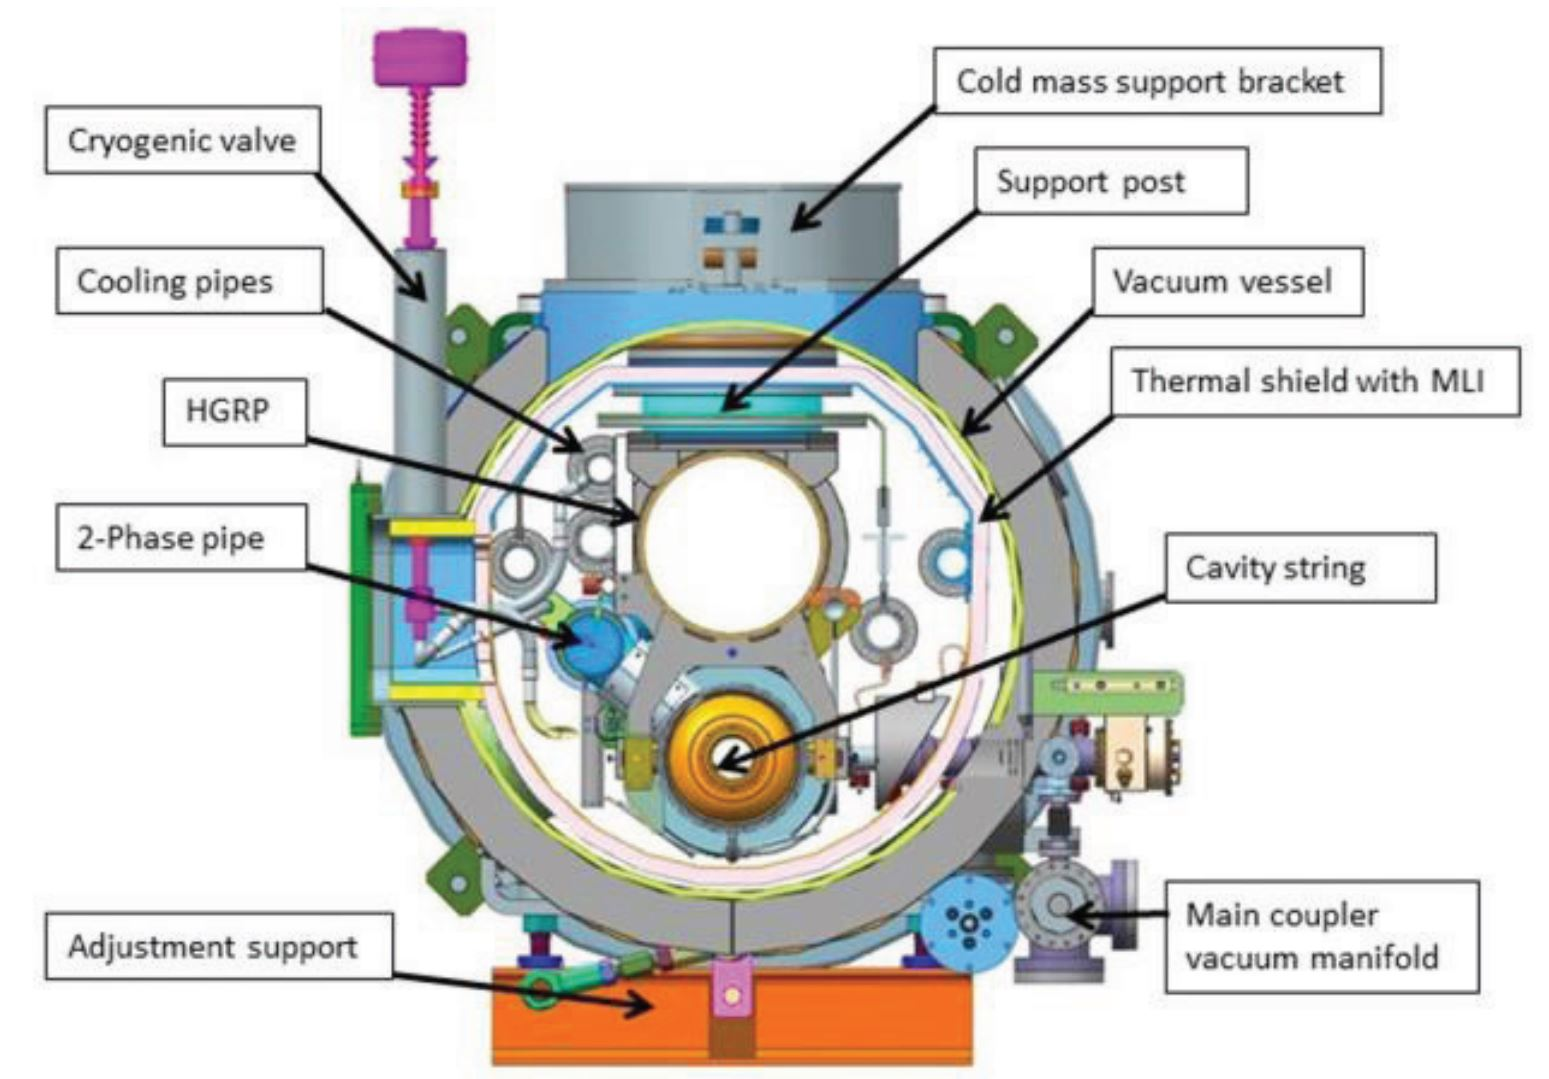 Cold mass support bracket
Cryogenic valve
Support post
Cooling pipes
Vacuum vessel
Thermal shield with MLI
HGRP
2-Phase pipe
Cavity string
Main coupler
vacuum manifold
Adjustment support